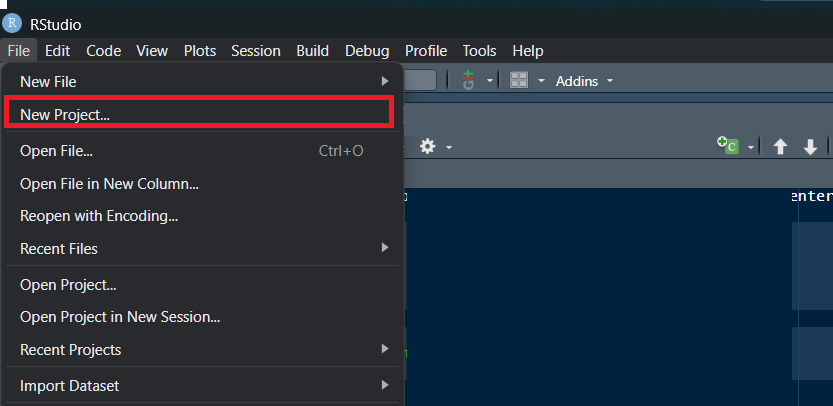 R RStudio
File Edit Code View Plots Session Build Debug Profile Tools Help
New File
Addins
New Project...
Open File... Ctrl+O
C
Open File in New Column...
enter
Reopen with Encoding...
Recent Files
Open Project...
Open Project in New Session...
Recent Projects
Import Dataset